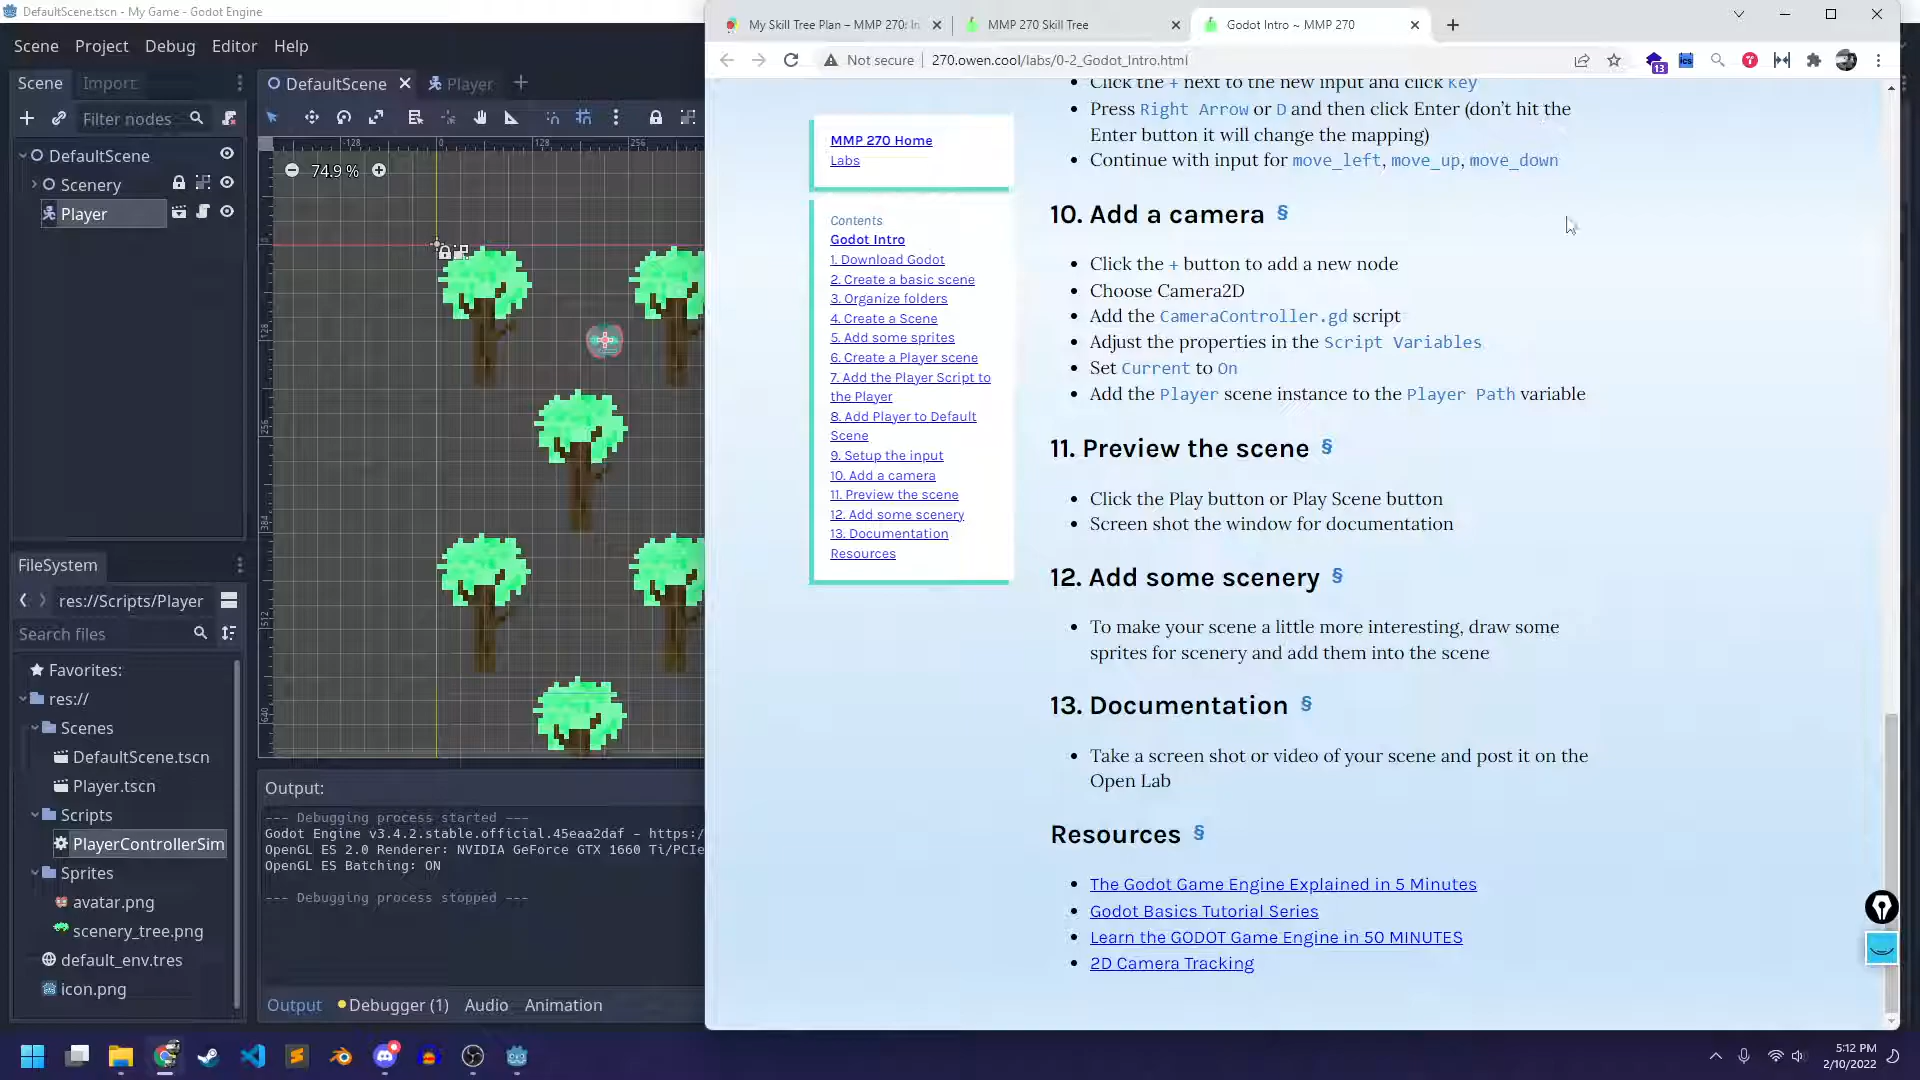 DefaultScene.tscn - My Game - Godot Engine
Scene Project Debug Editor Help
Scene Import
Filter nodes
DefaultScene
Scenery
Player
DefaultScene Player
74.9 %
-128 0 128 256
0
128
256
384
512
640
FileSystem
res://Scripts/Player
Search files
Favorites:
res://
Scenes
DefaultScene.tscn
Player.tscn
Scripts
PlayerControllerSim
Sprites
avatar.png
scenery_tree.png
default_env.tres
icon.png
Output:
--- Debugging process started ---
Godot Engine v3.4.2.stable.official.45eaa2daf - https:/
OpenGL ES 2.0 Renderer: NVIDIA GeForce GTX 1660 Ti/PCIe
OpenGL ES Batching: ON
--- Debugging process stopped ---
Output Debugger (1) Audio Animation
My Skill Tree Plan – MMP 270: In
MMP 270 Skill Tree
Godot Intro ~ MMP 270
Not secure 270.owen.cool/labs/0-2_Godot_Intro.html
ics
13
MMP 270 Home
Labs
Contents
Godot Intro
1. Download Godot
2. Create a basic scene
3. Organize folders
4. Create a Scene
5. Add some sprites
6. Create a Player scene
7. Add the Player Script to
the Player
8. Add Player to Default
Scene
9. Setup the input
10. Add a camera
11. Preview the scene
12. Add some scenery
13. Documentation
Resources
Click the + next to the new input and click Key
Press Right Arrow or D and then click Enter (don't hit the
Enter button it will change the mapping)
Continue with input for move_left, move_up, move_down
10. Add a camera §
Click the + button to add a new node
Choose Camera2D
Add the CameraController.gd script
Adjust the properties in the Script Variables
Set Current to On
Add the Player scene instance to the Player Path variable
11. Preview the scene §
Click the Play button or Play Scene button
Screen shot the window for documentation
12. Add some scenery §
To make your scene a little more interesting, draw some
sprites for scenery and add them into the scene
13. Documentation §
Take a screen shot or video of your scene and post it on the
Open Lab
Resources §
The Godot Game Engine Explained in 5 Minutes
Godot Basics Tutorial Series
Learn the GODOT Game Engine in 50 MINUTES
2D Camera Tracking
5:12 PM
2/10/2022